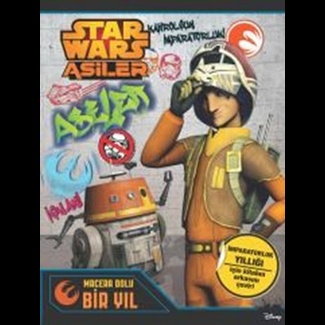 STAR
WARS
ASİLER
KAHROLSUN
İMPARATORLUK!
ASİLER
KANAN
İMPARATORLUK
YILLIĞI
için kitabın
arkasını
çevir!
MACERA DOLU
BİR YIL
Disney